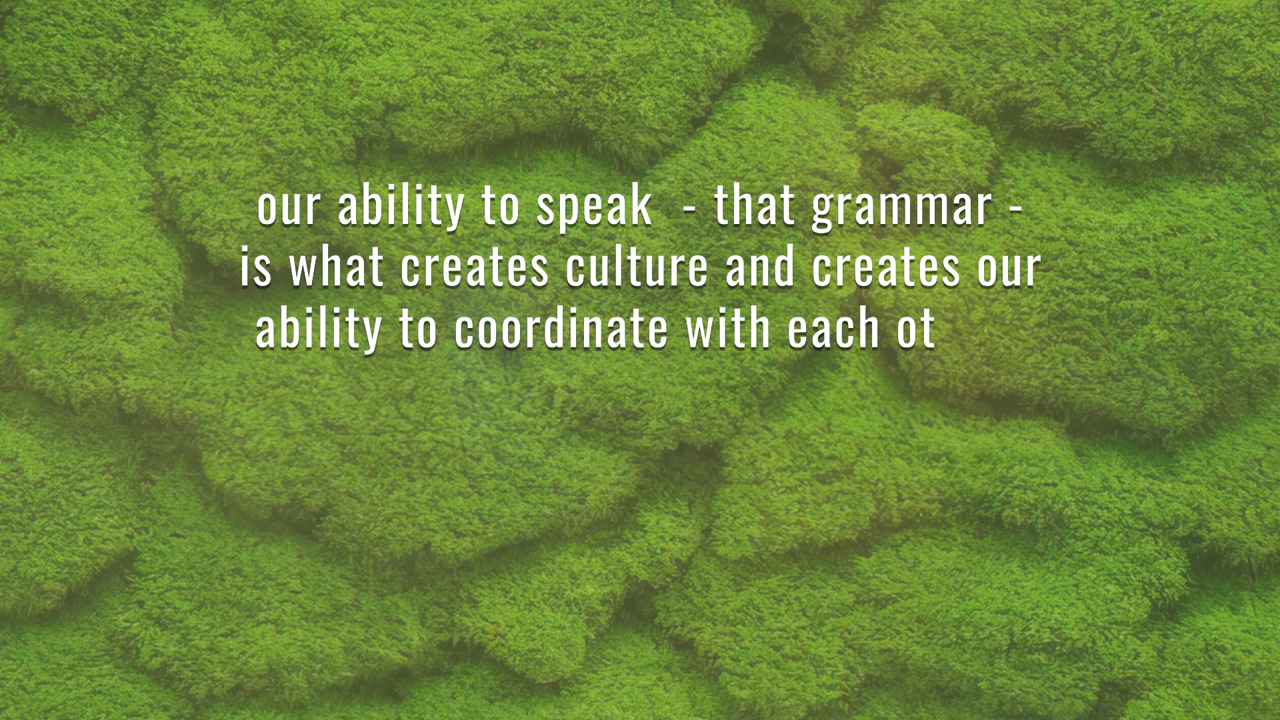 our ability to speak - that grammar -
is what creates culture and creates our
ability to coordinate with each ot